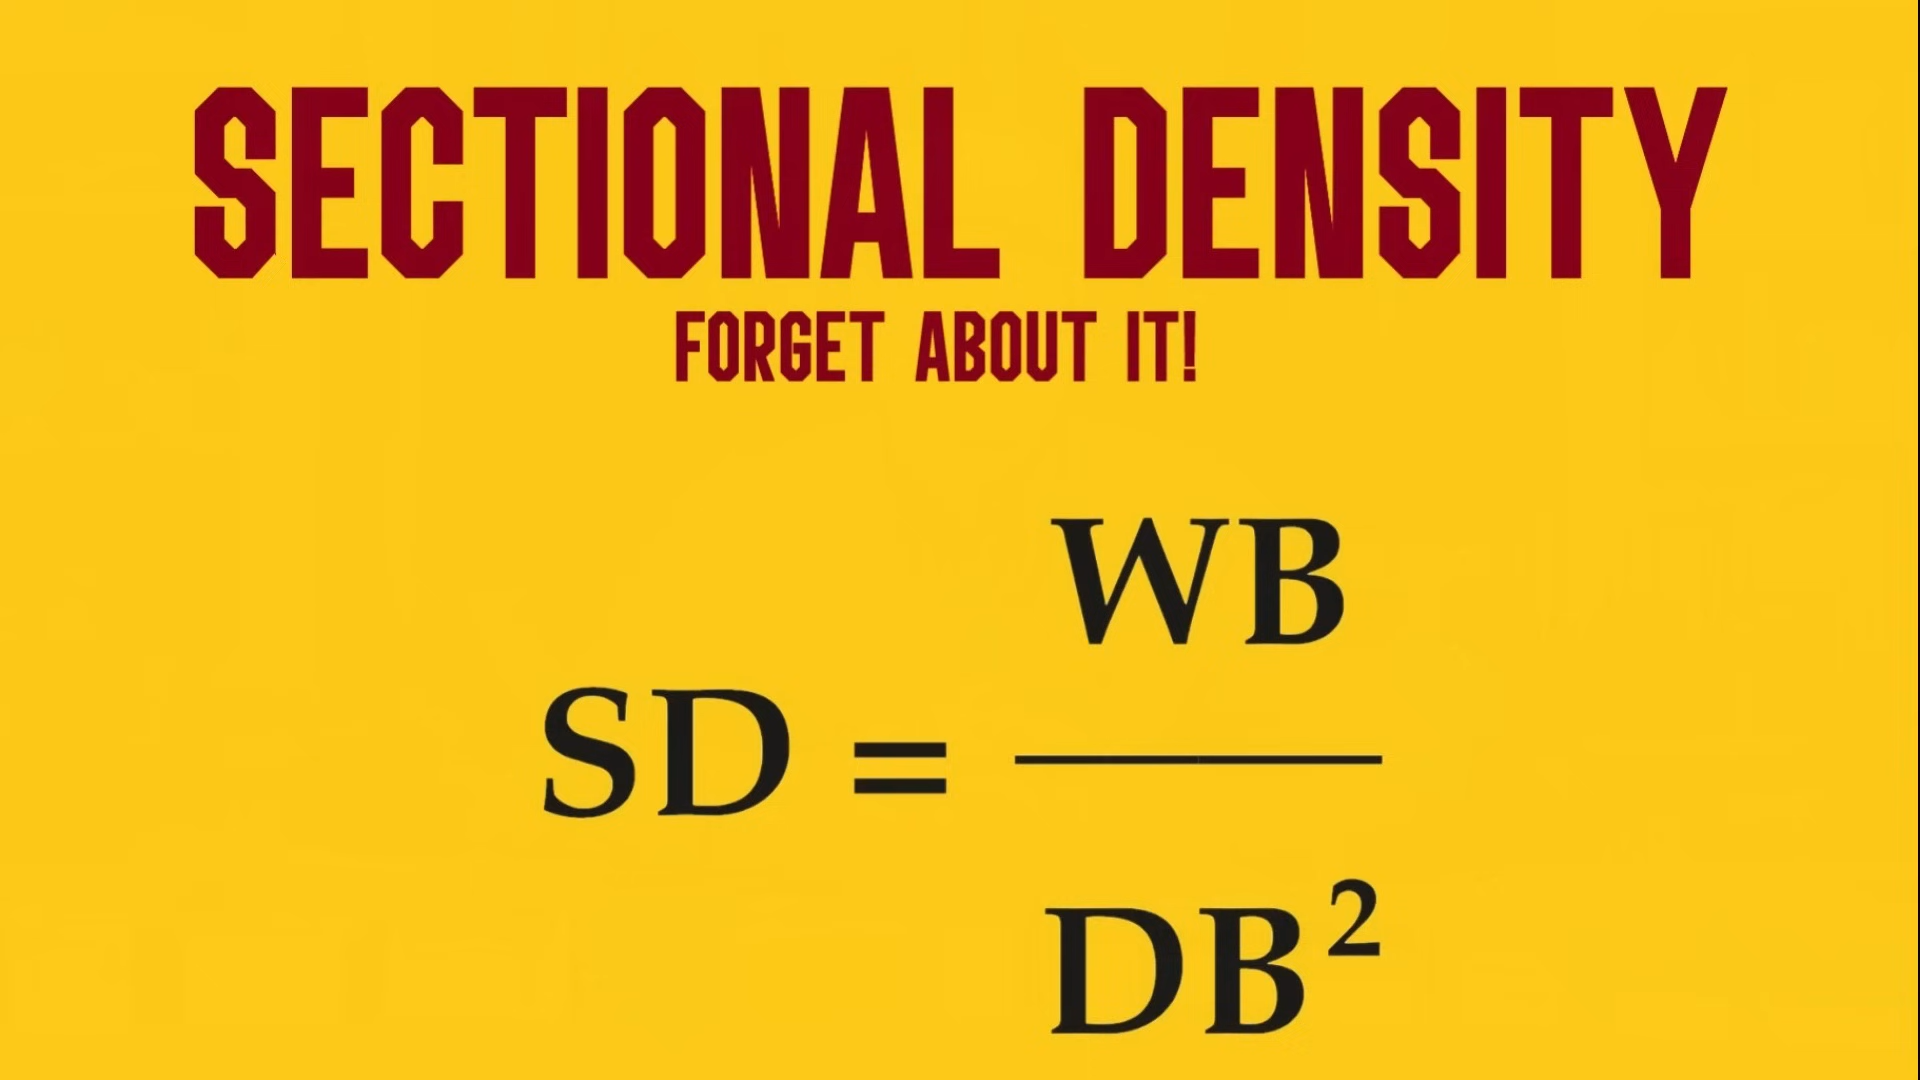 SECTIONAL DENSITY
FORGET ABOUT IT!
SD = WB
DB²